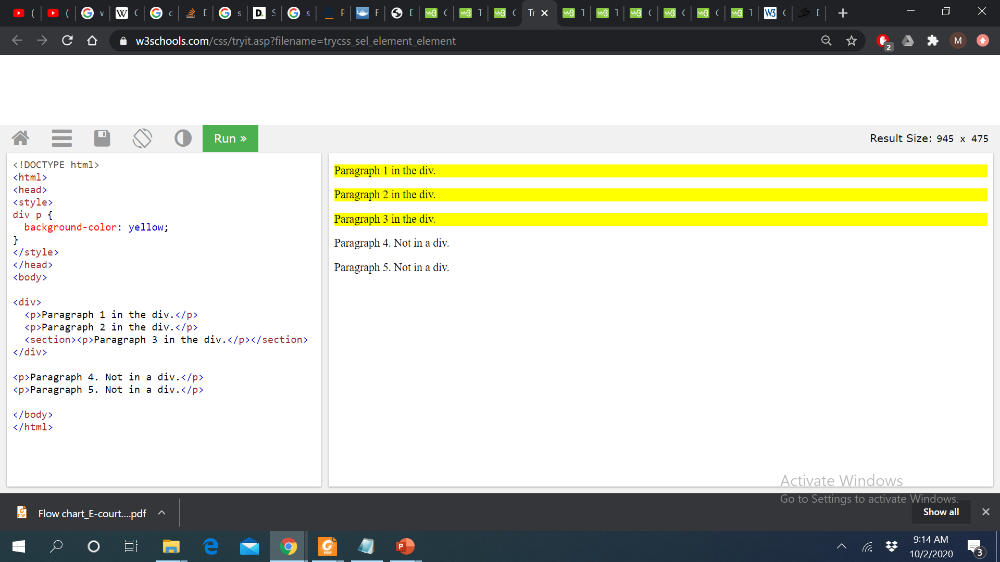 w3schools.com/css/tryit.asp?filename=trycss_sel_element_element
2
M
Run »
Result Size: 945 x 475
<!DOCTYPE html>
<html>
<head>
<style>
div p {
  background-color: yellow;
}
</style>
</head>
<body>

<div>
  <p>Paragraph 1 in the div.</p>
  <p>Paragraph 2 in the div.</p>
  <section><p>Paragraph 3 in the div.</p></section>
</div>

<p>Paragraph 4. Not in a div.</p>
<p>Paragraph 5. Not in a div.</p>

</body>
</html>
Paragraph 1 in the div.
Paragraph 2 in the div.
Paragraph 3 in the div.
Paragraph 4. Not in a div.
Paragraph 5. Not in a div.
Activate Windows
Go to Settings to activate Windows.
Flow chart_E-court....pdf
Show all
9:14 AM
10/2/2020
3